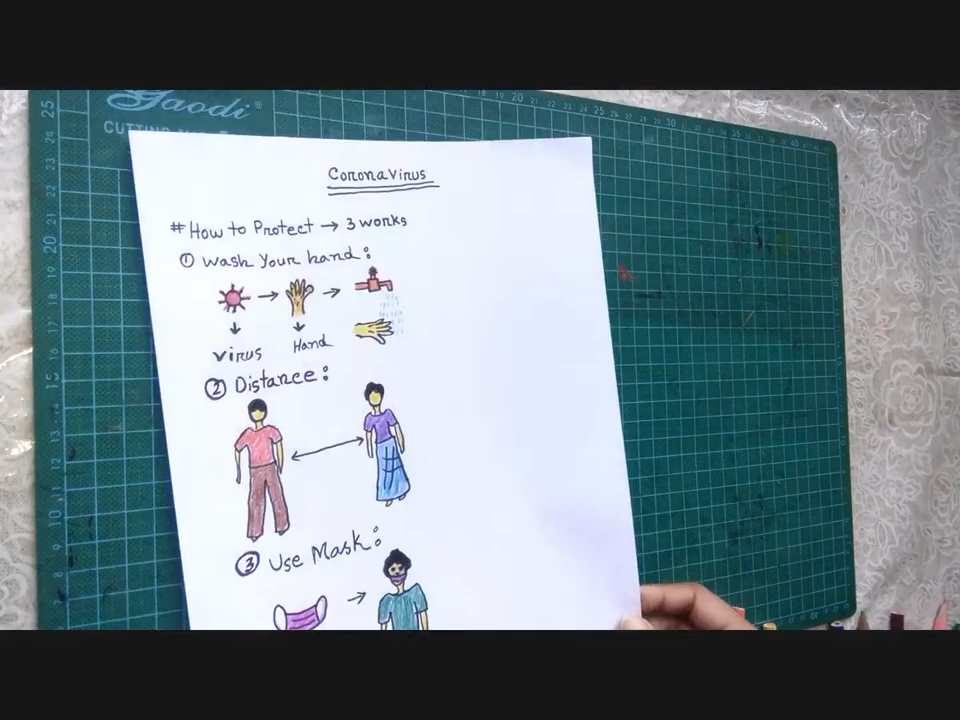 Gaodi®
CUTTING
Coronavirus
# How to Protect → 3 works
① Wash your hand:
virus
Hand
② Distance:
③ Use Mask: